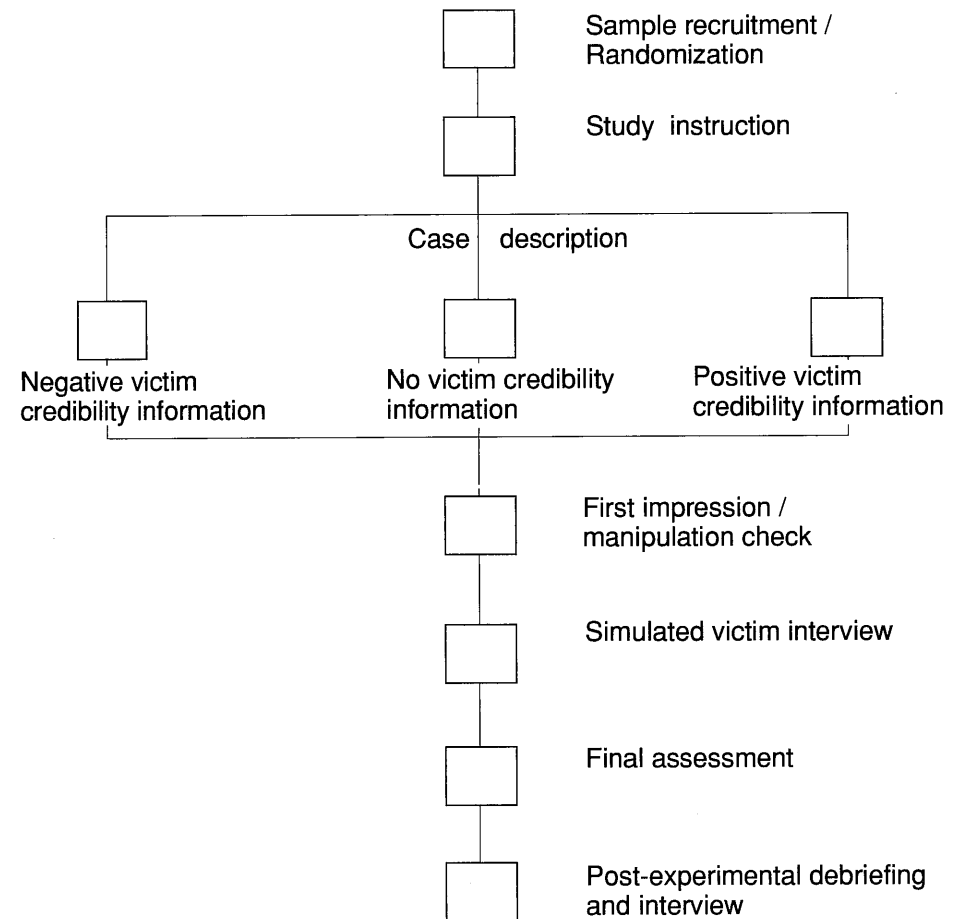 Sample recruitment /
Randomization
Study instruction
Case description
Negative victim
credibility information
No victim credibility
information
Positive victim
credibility information
First impression /
manipulation check
Simulated victim interview
Final assessment
Post-experimental debriefing
and interview